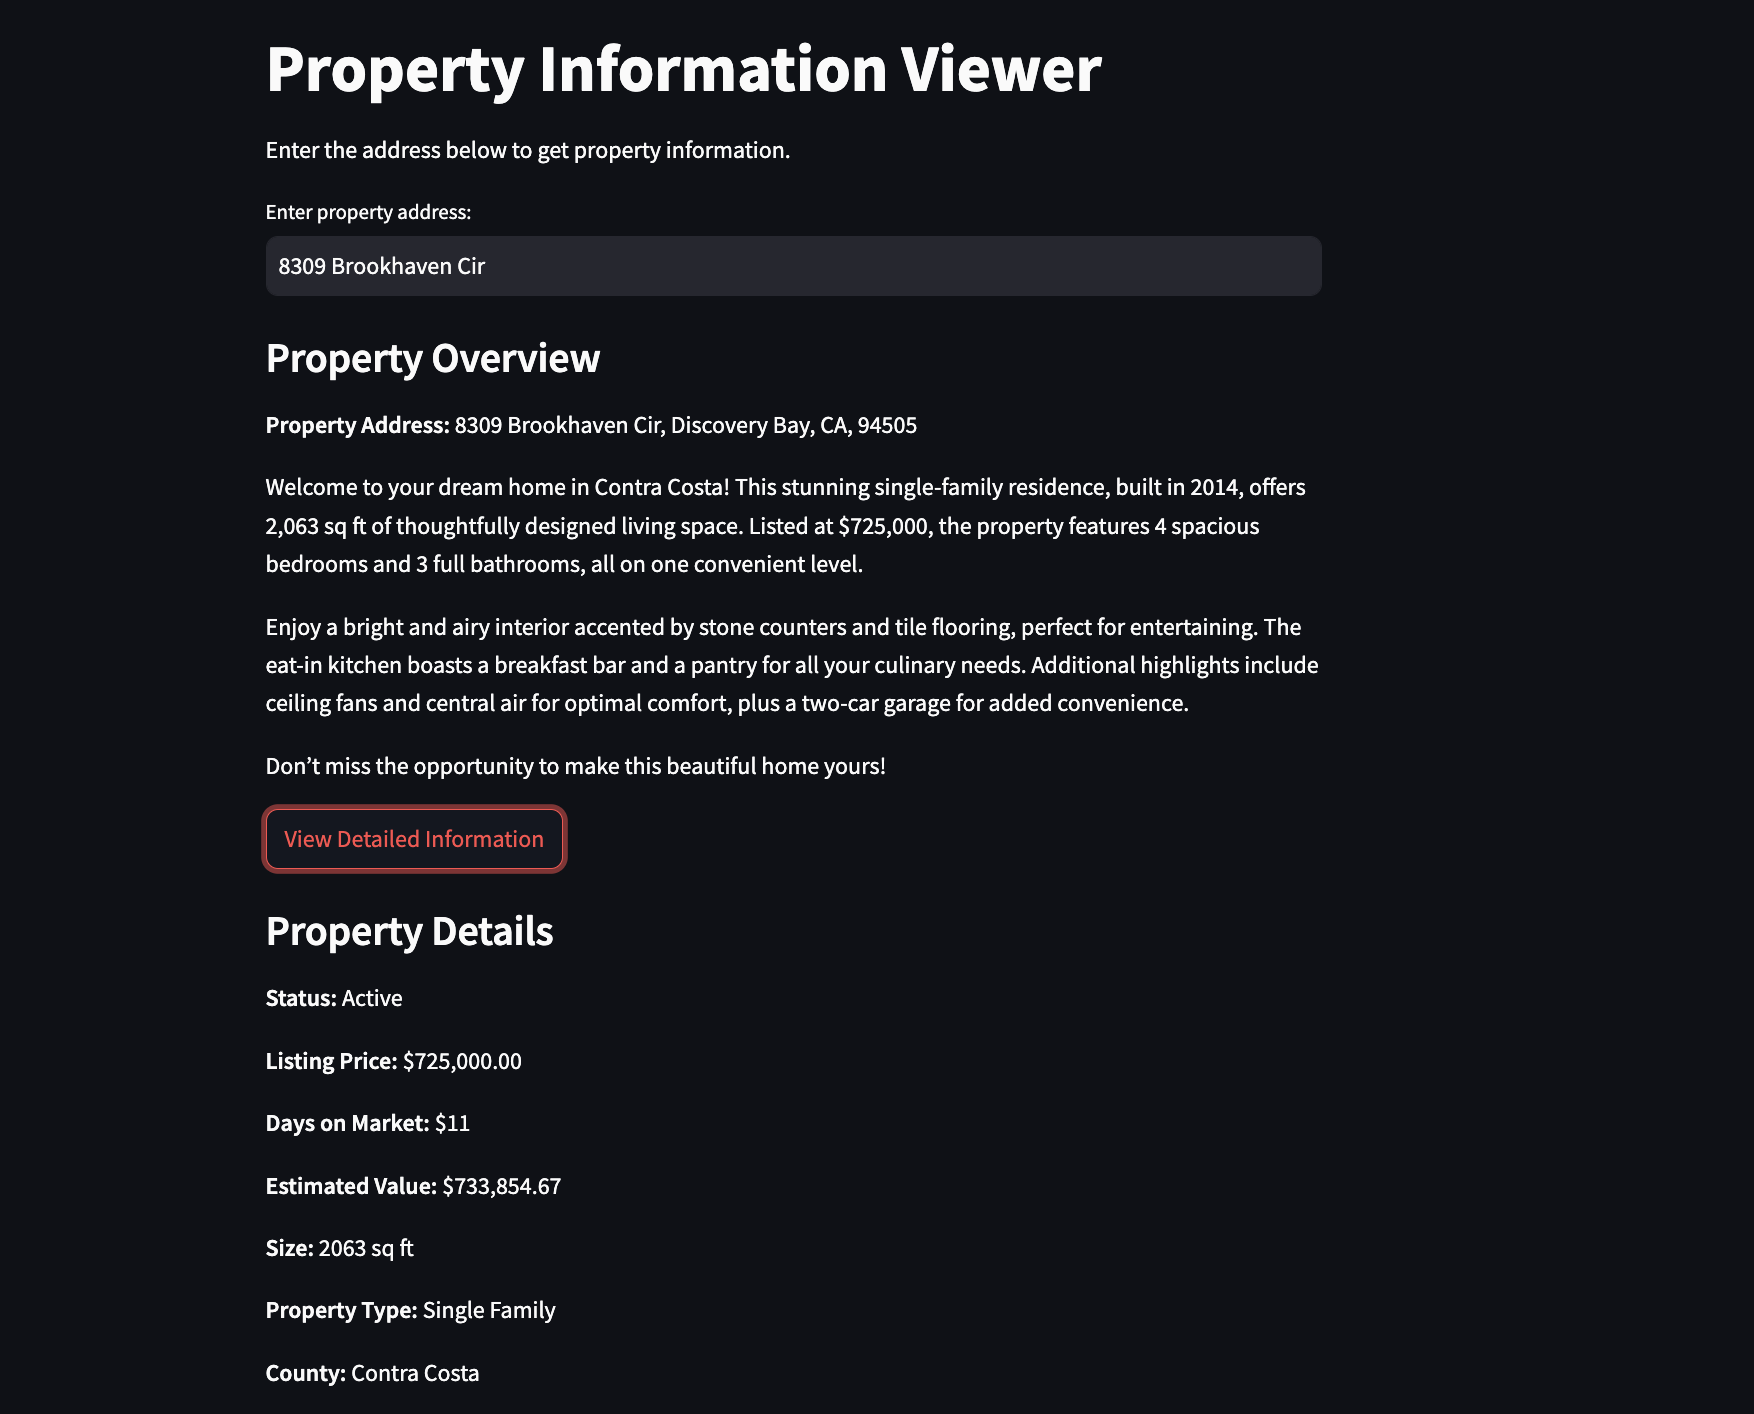 Property Information Viewer
Enter the address below to get property information.
Enter property address:
8309 Brookhaven Cir
Property Overview
Property Address: 8309 Brookhaven Cir, Discovery Bay, CA, 94505
Welcome to your dream home in Contra Costa! This stunning single-family residence, built in 2014, offers
2,063 sq ft of thoughtfully designed living space. Listed at $725,000, the property features 4 spacious
bedrooms and 3 full bathrooms, all on one convenient level.
Enjoy a bright and airy interior accented by stone counters and tile flooring, perfect for entertaining. The
eat-in kitchen boasts a breakfast bar and a pantry for all your culinary needs. Additional highlights include
ceiling fans and central air for optimal comfort, plus a two-car garage for added convenience.
Don’t miss the opportunity to make this beautiful home yours!
View Detailed Information
Property Details
Status: Active
Listing Price: $725,000.00
Days on Market: $11
Estimated Value: $733,854.67
Size: 2063 sq ft
Property Type: Single Family
County: Contra Costa